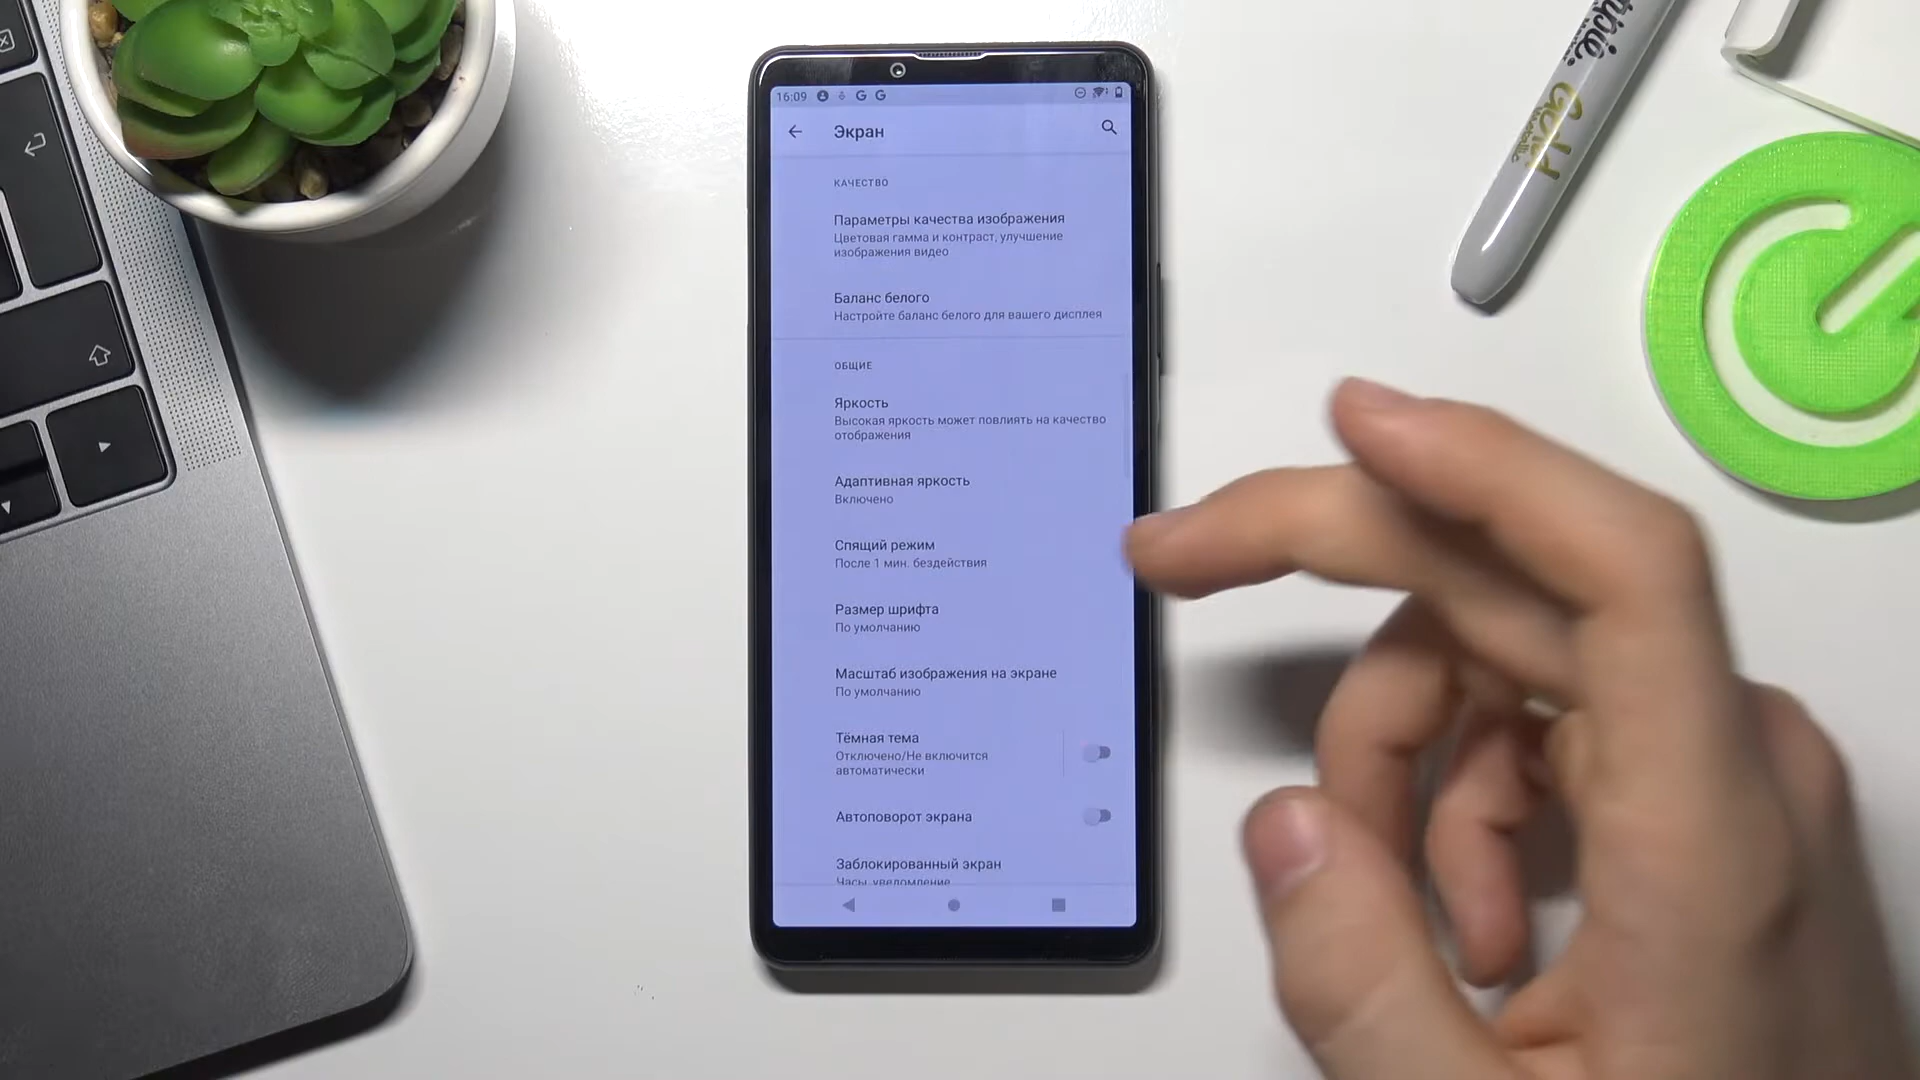 16:09
Экран
КАЧЕСТВО
Параметры качества изображения
Цветовая гамма и контраст, улучшение
изображения видео
Баланс белого
Настройте баланс белого для вашего дисплея
ОБЩИЕ
Яркость
Высокая яркость может повлиять на качество
отображения
Адаптивная яркость
Включено
Спящий режим
После 1 мин. бездействия
Размер шрифта
По умолчанию
Масштаб изображения на экране
По умолчанию
Тёмная тема
Отключено/Не включится
автоматически
Автоповорот экрана
Заблокированный экран
Часы, уведомление
Gold